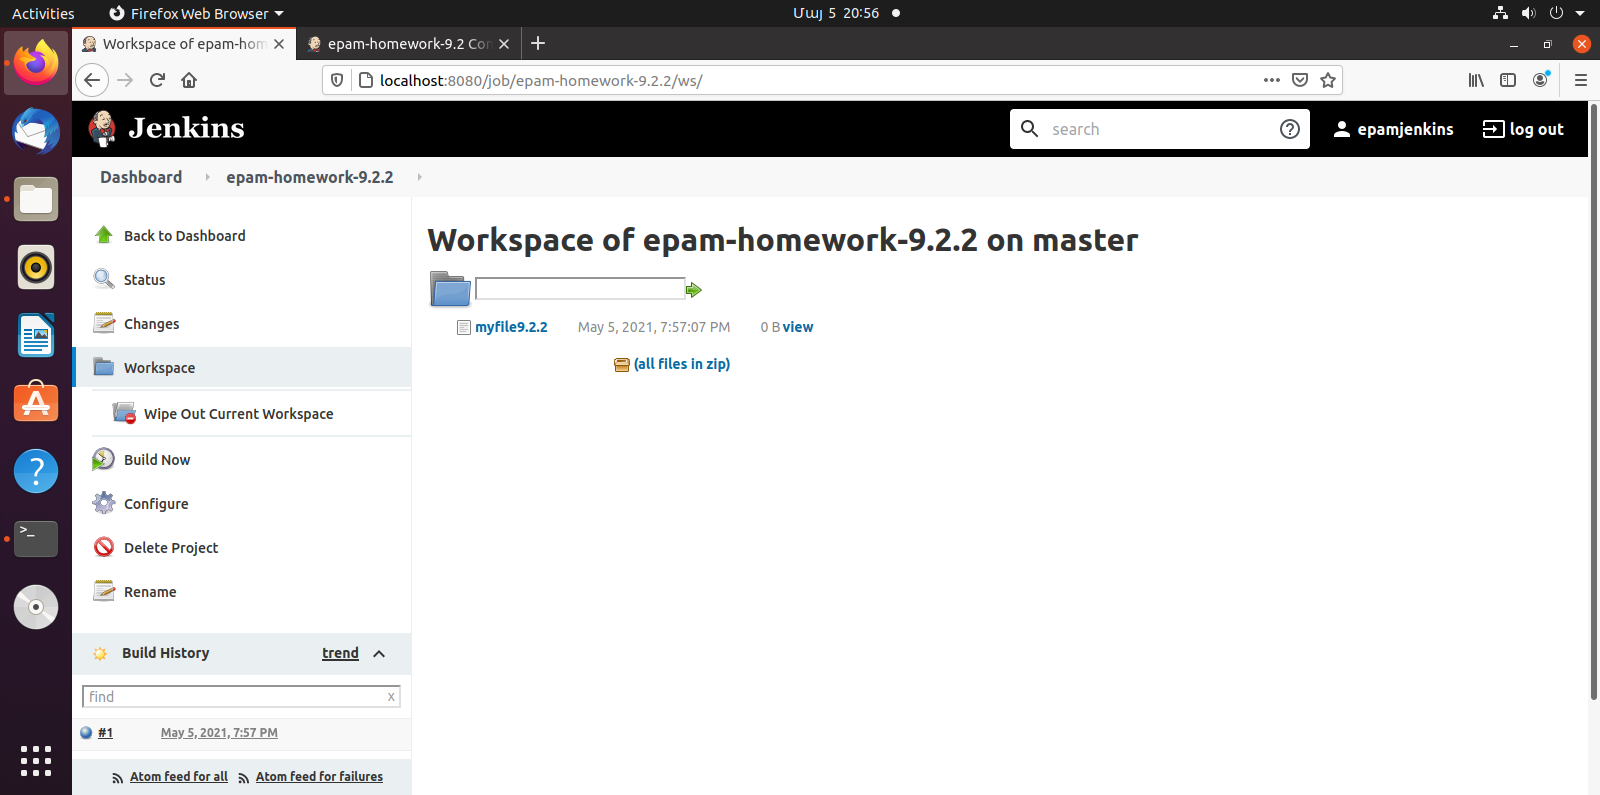 Activities
Firefox Web Browser
Մայ 5 20:56
Workspace of epam-hom
epam-homework-9.2 Con
localhost:8080/job/epam-homework-9.2.2/ws/
Jenkins
search
epamjenkins
log out
Dashboard
epam-homework-9.2.2
Back to Dashboard
Status
Changes
Workspace
Wipe Out Current Workspace
Build Now
Configure
Delete Project
Rename
Build History
trend
find
x
#1
May 5, 2021, 7:57 PM
Atom feed for all
Atom feed for failures
Workspace of epam-homework-9.2.2 on master
myfile9.2.2
May 5, 2021, 7:57:07 PM
0 B view
(all files in zip)